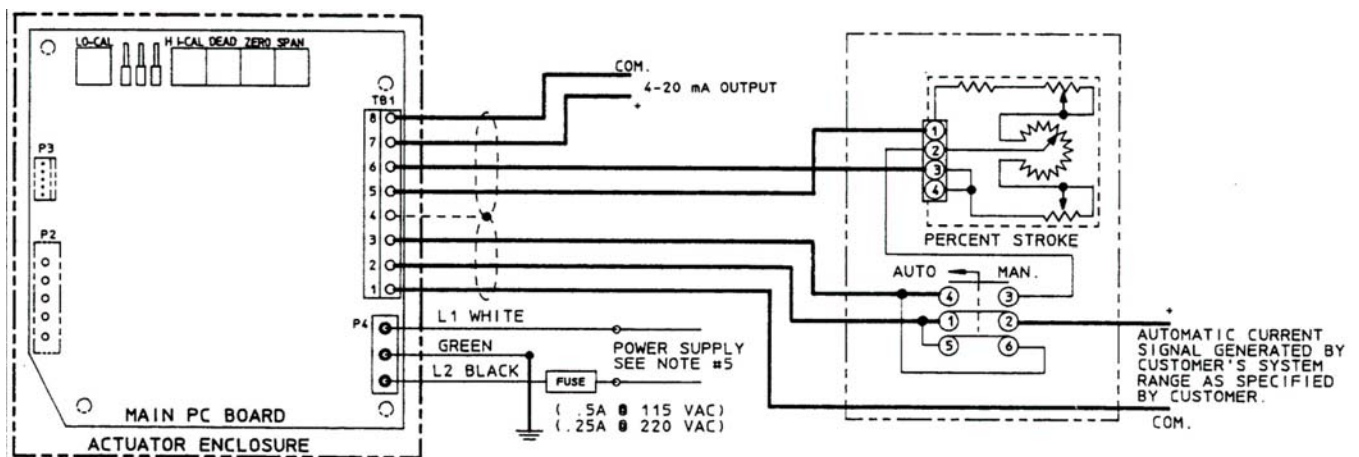 LO-CAL
HI-CAL DEAD ZERO SPAN
TB1
8
7
6
5
4
3
2
1
P3
P2
P4
MAIN PC BOARD
ACTUATOR ENCLOSURE
COM.
4-20 mA OUTPUT
+
L1 WHITE
GREEN
L2 BLACK
FUSE
POWER SUPPLY
SEE NOTE #5
( .5A @ 115 VAC)
(.25A @ 220 VAC)
1
2
3
4
PERCENT STROKE
AUTO
MAN.
4
3
1
2
5
6
+
AUTOMATIC CURRENT
SIGNAL GENERATED BY
CUSTOMER'S SYSTEM
RANGE AS SPECIFIED
BY CUSTOMER.
COM.